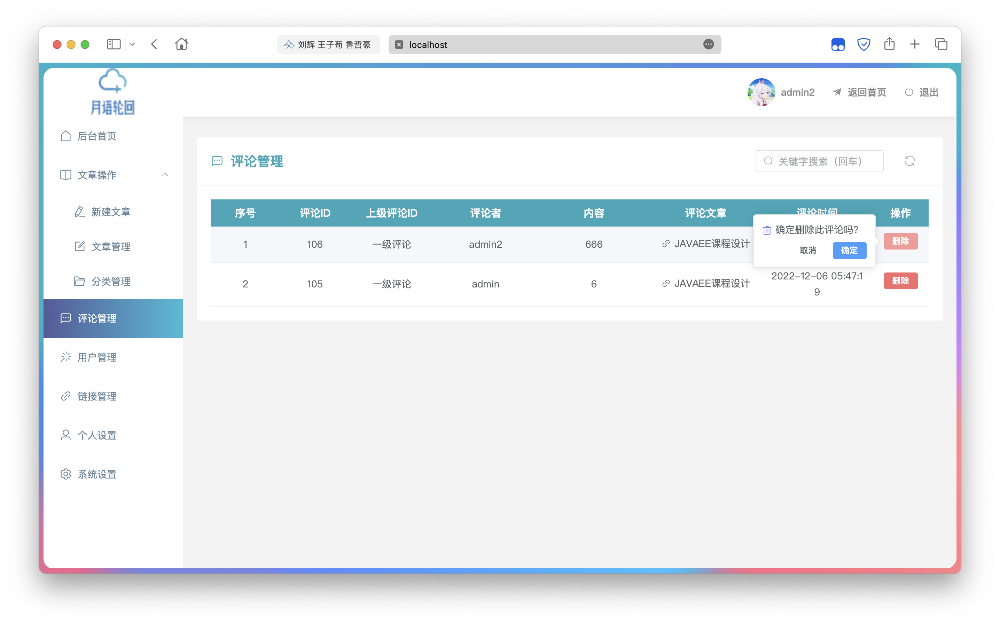 刘辉 王子荀 鲁哲豪
localhost
月语轮回
admin2
返回首页
退出
后台首页
文章操作
新建文章
文章管理
分类管理
评论管理
用户管理
链接管理
个人设置
系统设置
评论管理
关键字搜索（回车）
序号 评论ID 上级评论ID 评论者 内容 评论文章 评论时间 操作
1 106 一级评论 admin2 666 JAVAEE课程设计 删除
确定删除此评论吗?
取消 确定
2 105 一级评论 admin 6 JAVAEE课程设计 2022-12-06 05:47:1 删除
9